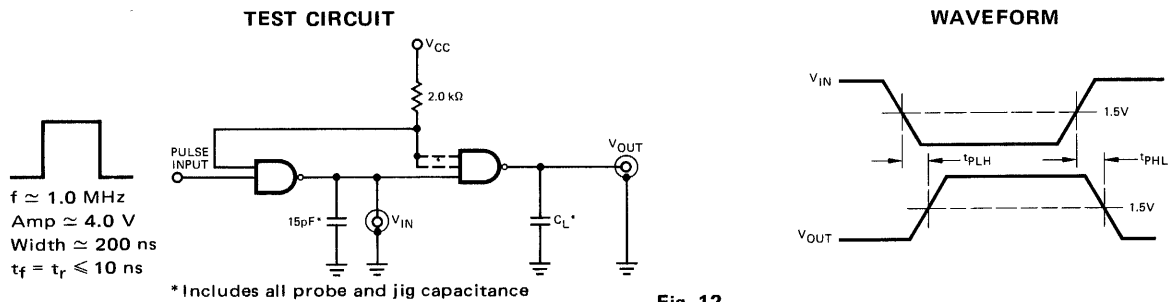 TEST CIRCUIT
WAVEFORM
VCC
2.0 kΩ
*
PULSE
INPUT
VOUT
15pF*
VIN
CL*
f ≃ 1.0 MHz
Amp ≃ 4.0 V
Width ≃ 200 ns
tf = tr ⩽ 10 ns
*Includes all probe and jig capacitance
VIN
1.5V
tPLH
tPHL
1.5V
VOUT